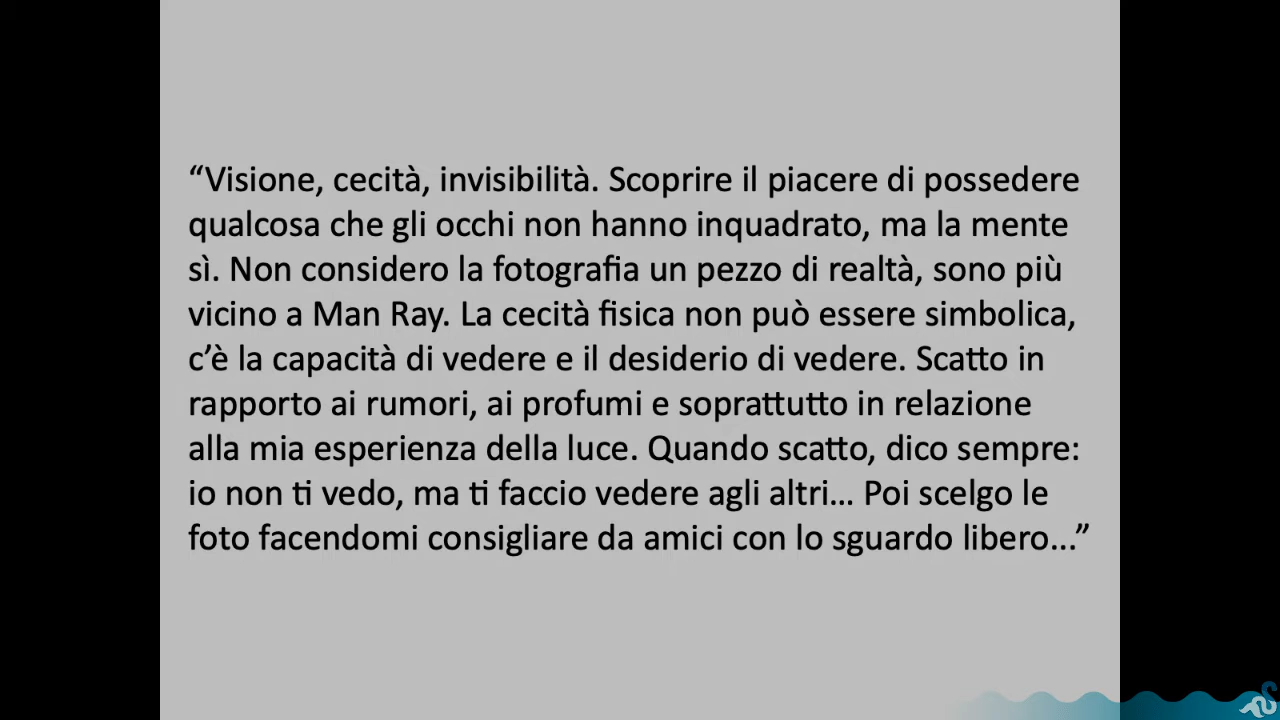 “Visione, cecità, invisibilità. Scoprire il piacere di possedere
qualcosa che gli occhi non hanno inquadrato, ma la mente
sì. Non considero la fotografia un pezzo di realtà, sono più
vicino a Man Ray. La cecità fisica non può essere simbolica,
c’è la capacità di vedere e il desiderio di vedere. Scatto in
rapporto ai rumori, ai profumi e soprattutto in relazione
alla mia esperienza della luce. Quando scatto, dico sempre:
io non ti vedo, ma ti faccio vedere agli altri... Poi scelgo le
foto facendomi consigliare da amici con lo sguardo libero...”